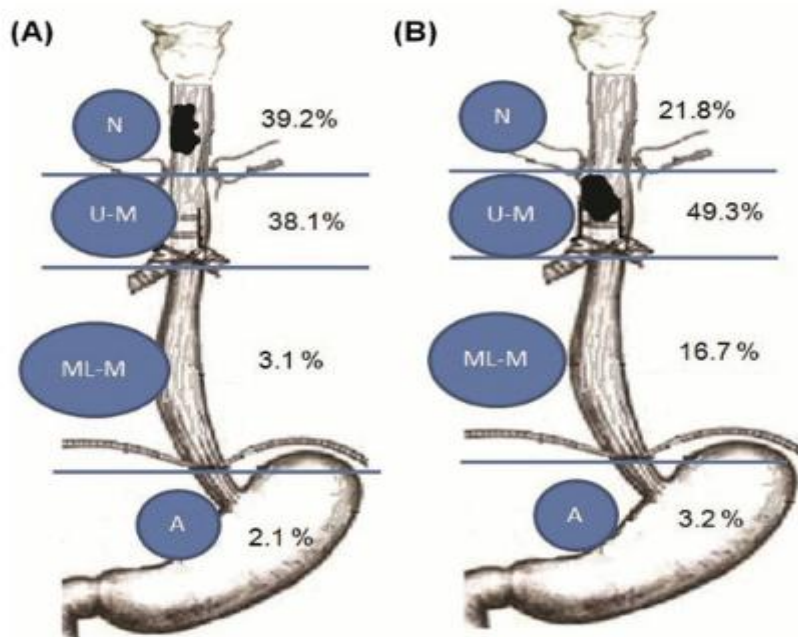 (A)
N
39.2%
U-M
38.1%
ML-M
3.1%
A
2.1 %
(B)
N
21.8%
U-M
49.3%
ML-M
16.7 %
A
3.2 %